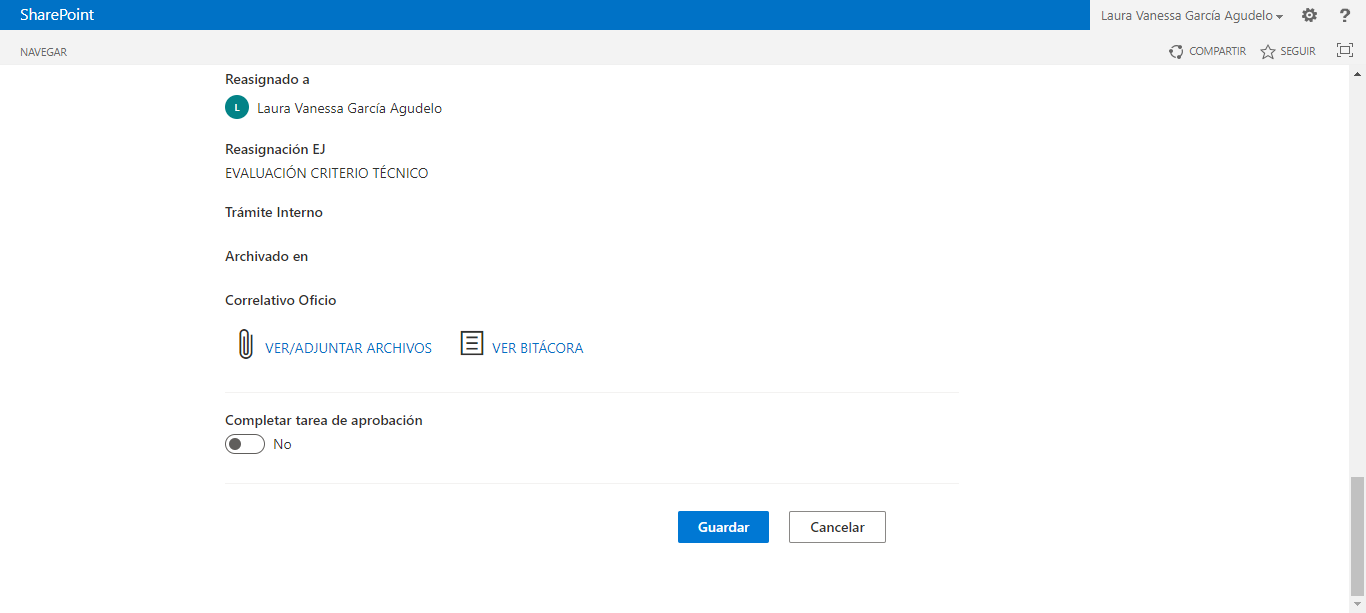 SharePoint
Laura Vanessa García Agudelo
?
NAVEGAR
COMPARTIR
SEGUIR
Reasignado a
L
Laura Vanessa García Agudelo
Reasignación EJ
EVALUACIÓN CRITERIO TÉCNICO
Trámite Interno
Archivado en
Correlativo Oficio
VER/ADJUNTAR ARCHIVOS
VER BITÁCORA
Completar tarea de aprobación
No
Guardar
Cancelar